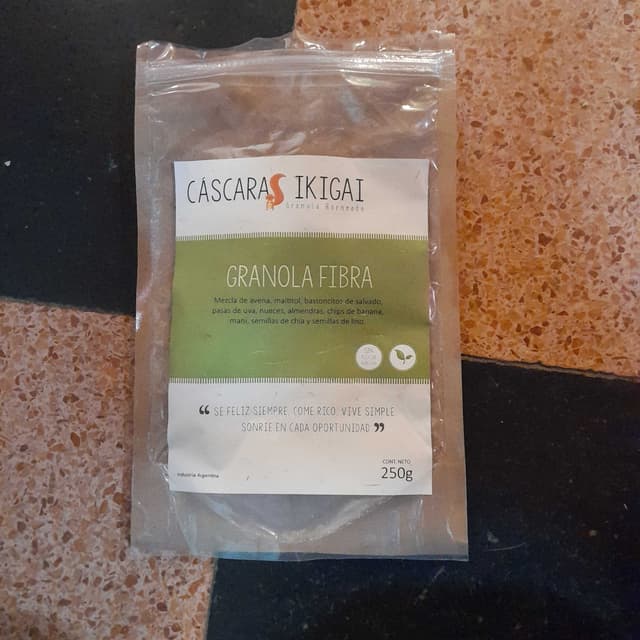 CÁSCARAS IKIGAI
Granola Horneada
GRANOLA FIBRA
Mezcla de avena, maltitol, bastoncitos de salvado,
pasas de uva, nueces, almendras, chips de banana,
maní, semillas de chía y semillas de lino.
SIN
“ SE FELIZ SIEMPRE, COME RICO, VIVE SIMPLE
SONRIE EN CADA OPORTUNIDAD ”
CONT. NETO
Industria Argentina
250g